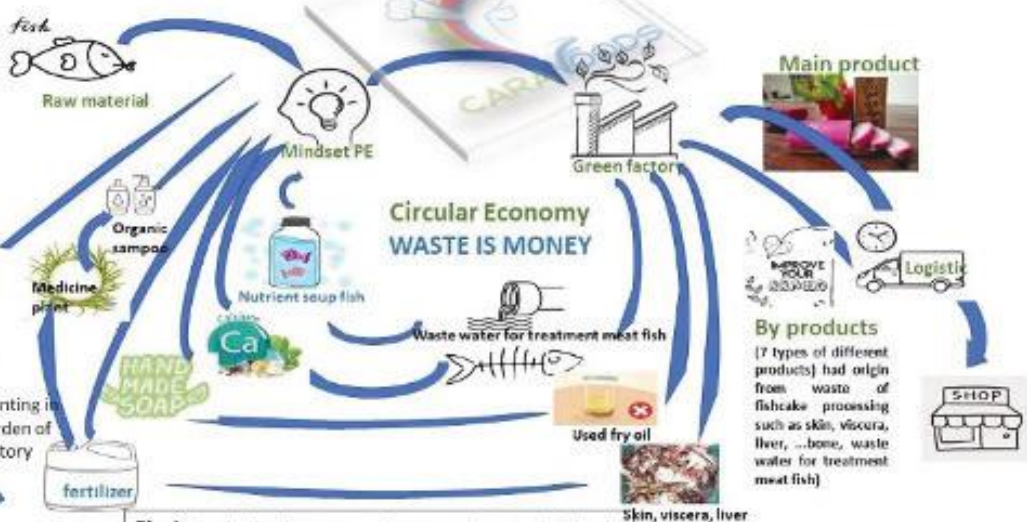 fish
Raw material
Mindset PE
Green factory
Main product
Organic
sampoo
Medicine
plant
Circular Economy
WASTE IS MONEY
Nutrient soup fish
Ca
HAND
MADE
SOAP
Waste water for treatment meat fish
Used fry oil
Skin, viscera, liver
fertilizer
IMPROVE
YOUR
Logistic
SHOP
By products
(7 types of different
products) had origin
from waste of
fishcake processing
such as skin, viscera,
liver, ...bone, waste
water for treatment
meat fish)